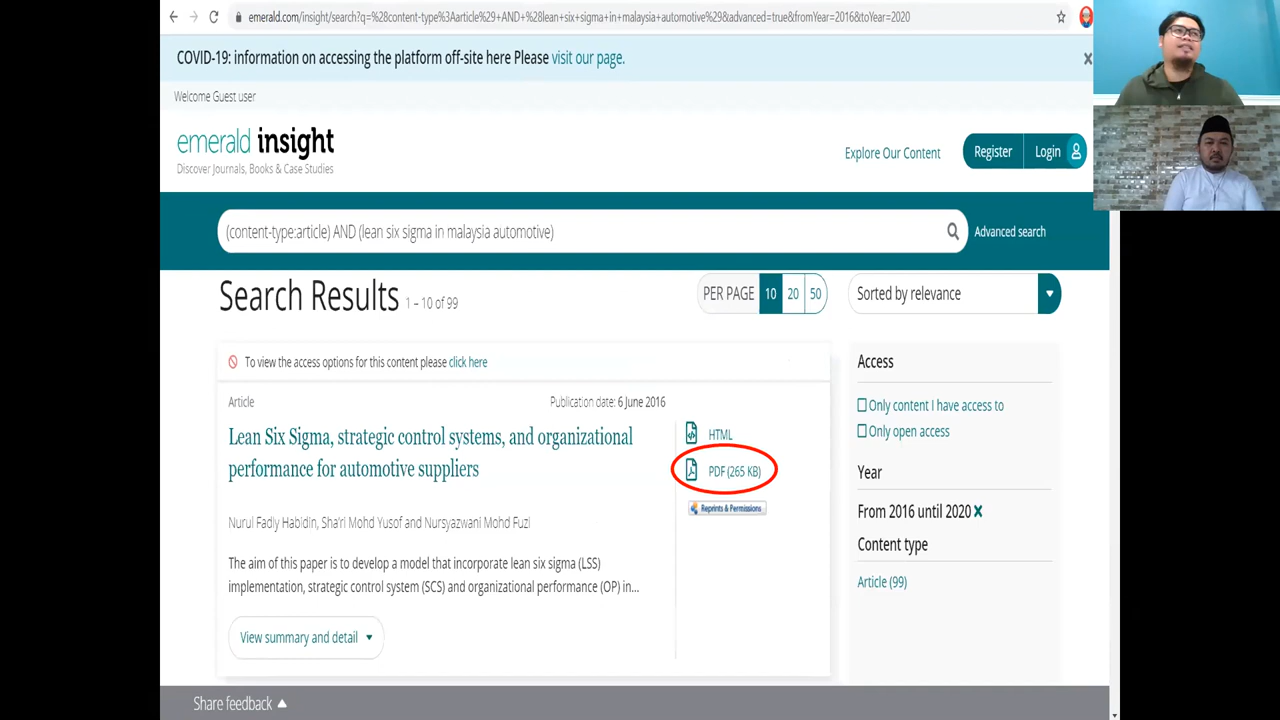 emerald.com/insight/search?q=%28content-type%3Aarticle%29+AND+%28lean+six+sigma+in+malaysia+automotive%29&advanced=true&fromYear=2016&toYear=2020
COVID-19: information on accessing the platform off-site here Please visit our page.
Welcome Guest user
emerald insight
Discover Journals, Books & Case Studies
Explore Our Content
Register
Login
(content-type:article) AND (lean six sigma in malaysia automotive)
Advanced search
Search Results 1 – 10 of 99
PER PAGE 10 20 50
Sorted by relevance
To view the access options for this content please click here
Article
Publication date: 6 June 2016
Lean Six Sigma, strategic control systems, and organizational
performance for automotive suppliers
HTML
PDF (265 KB)
Reprints & Permissions
Nurul Fadly Habidin, Sha'ri Mohd Yusof and Nursyazwani Mohd Fuzi
The aim of this paper is to develop a model that incorporate lean six sigma (LSS)
implementation, strategic control system (SCS) and organizational performance (OP) in...
View summary and detail
Access
Only content I have access to
Only open access
Year
From 2016 until 2020
Content type
Article (99)
Share feedback